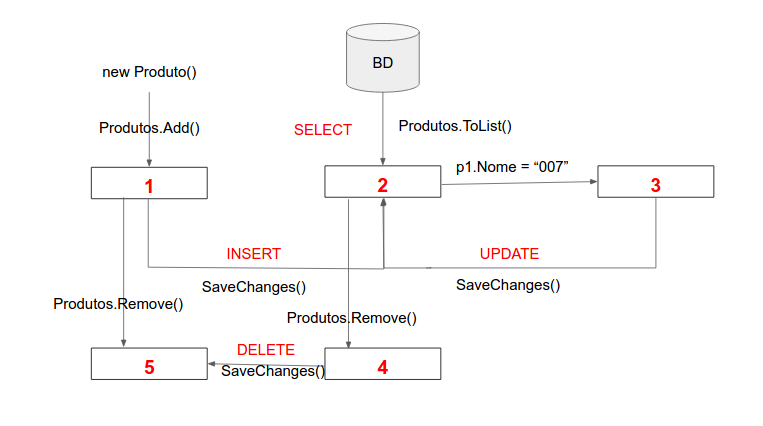 BD
new Produto()
Produtos.Add()
SELECT
Produtos.ToList()
p1.Nome = “007”
1
2
3
INSERT
UPDATE
SaveChanges()
SaveChanges()
Produtos.Remove()
Produtos.Remove()
DELETE
SaveChanges()
5
4